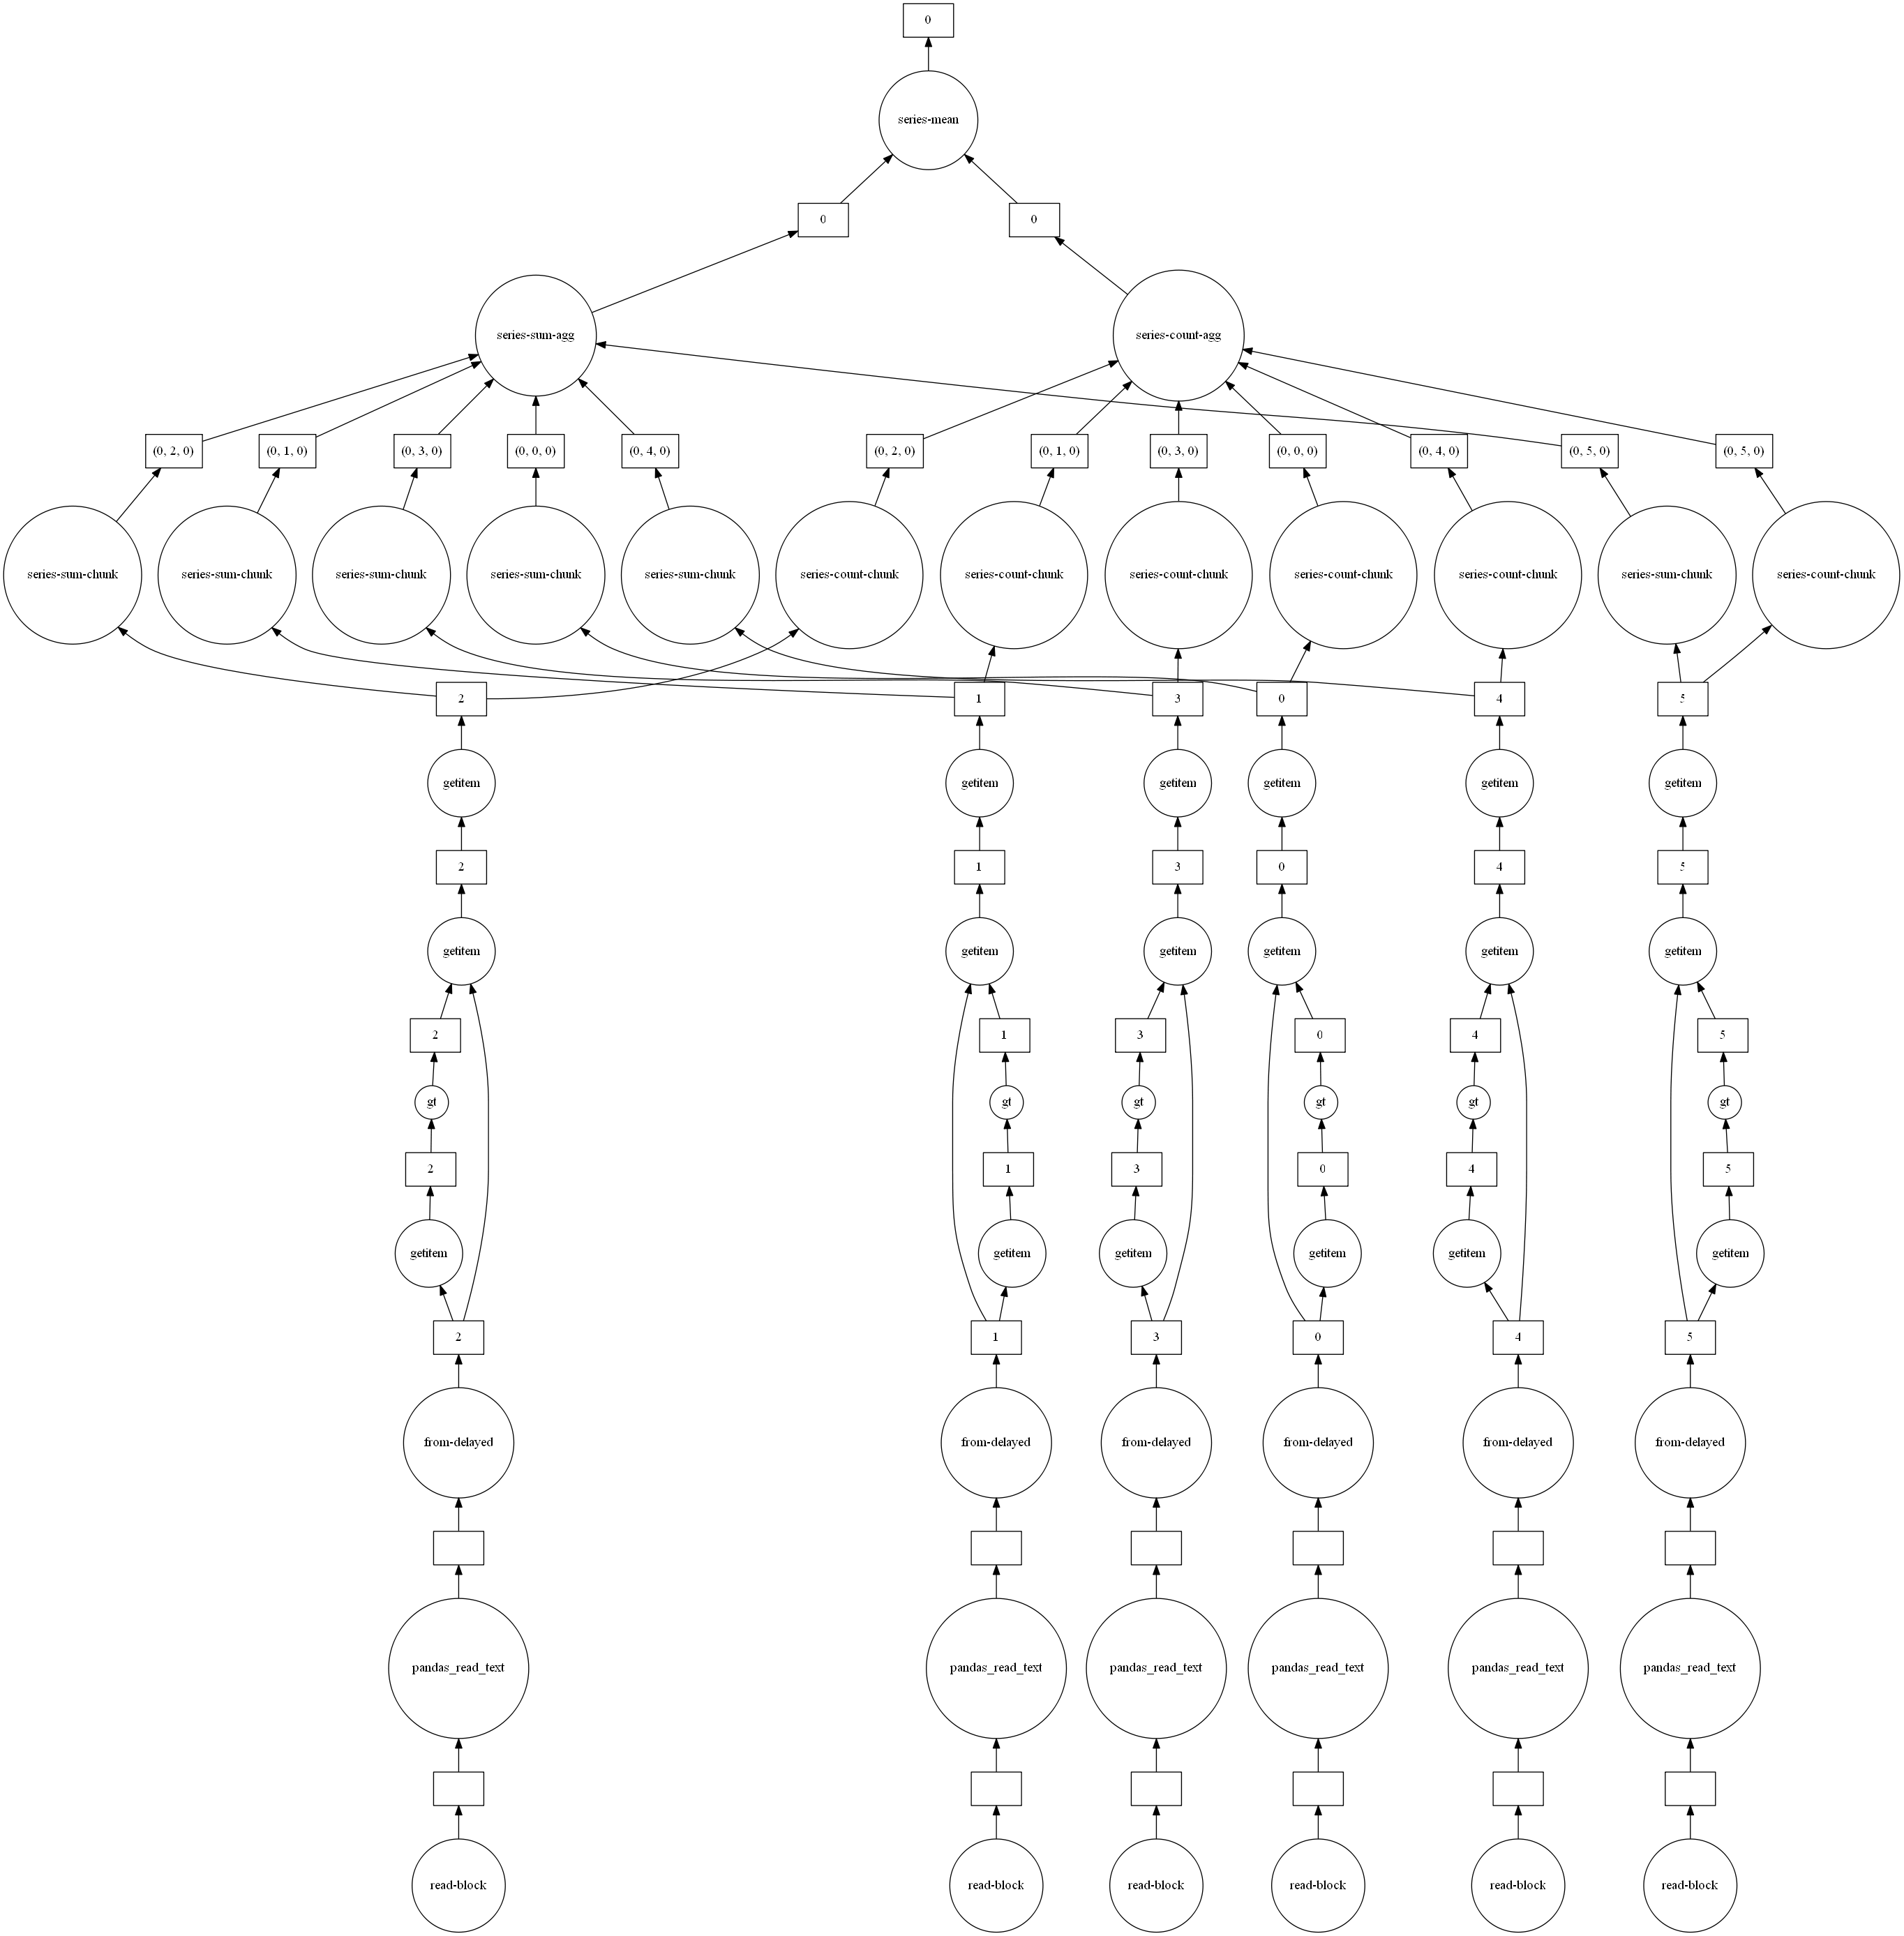 0
series-mean
0
0
series-sum-agg
series-count-agg
(0, 2, 0)
(0, 1, 0)
(0, 3, 0)
(0, 0, 0)
(0, 4, 0)
(0, 2, 0)
(0, 1, 0)
(0, 3, 0)
(0, 0, 0)
(0, 4, 0)
(0, 5, 0)
(0, 5, 0)
series-sum-chunk
series-sum-chunk
series-sum-chunk
series-sum-chunk
series-sum-chunk
series-count-chunk
series-count-chunk
series-count-chunk
series-count-chunk
series-count-chunk
series-sum-chunk
series-count-chunk
2
1
3
0
4
5
getitem
getitem
getitem
getitem
getitem
getitem
2
1
3
0
4
5
getitem
getitem
getitem
getitem
getitem
getitem
2
1
3
0
4
5
gt
gt
gt
gt
gt
gt
2
1
3
0
4
5
getitem
getitem
getitem
getitem
getitem
getitem
2
1
3
0
4
5
from-delayed
from-delayed
from-delayed
from-delayed
from-delayed
from-delayed
pandas_read_text
pandas_read_text
pandas_read_text
pandas_read_text
pandas_read_text
pandas_read_text
read-block
read-block
read-block
read-block
read-block
read-block